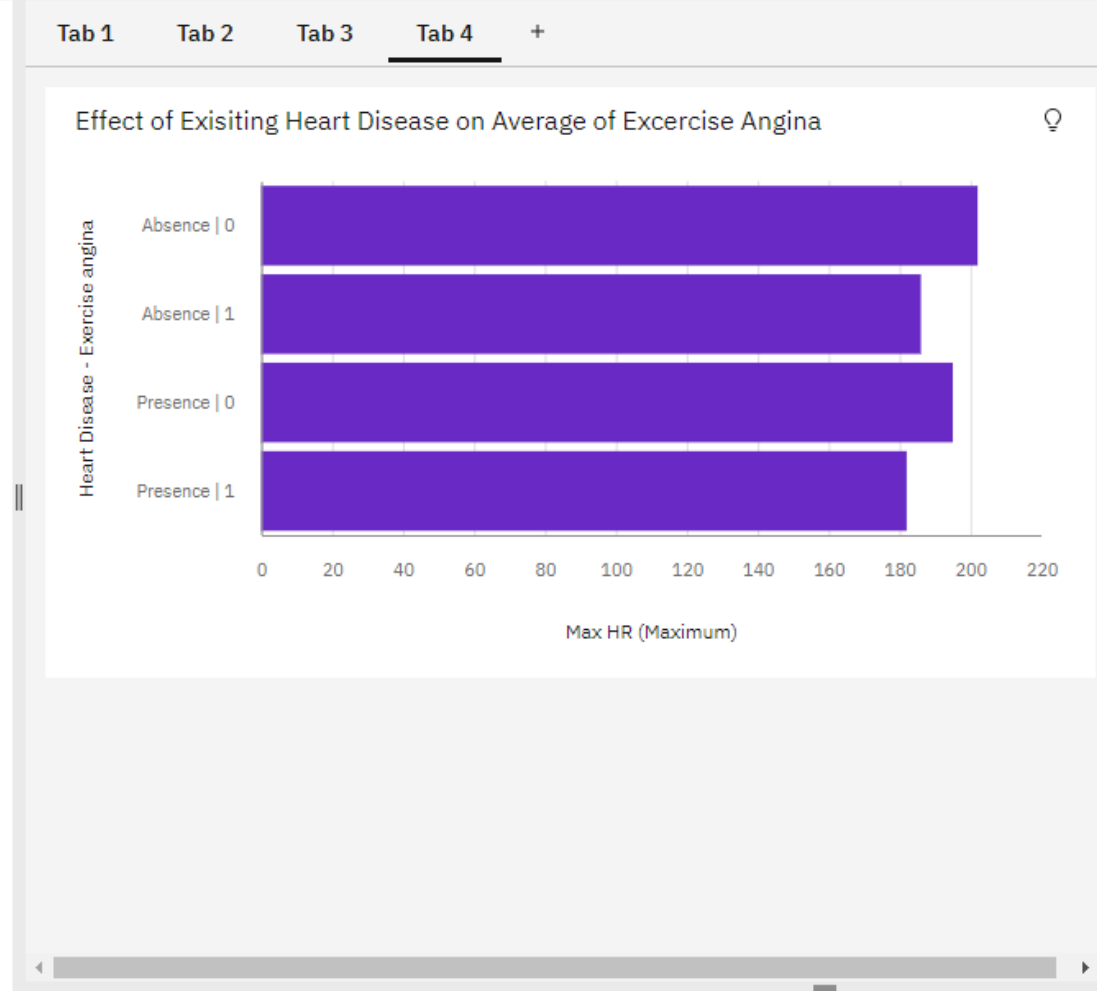 Tab 1 Tab 2 Tab 3 Tab 4 +
Effect of Exisiting Heart Disease on Average of Excercise Angina
Heart Disease - Exercise angina
Absence | 0
Absence | 1
Presence | 0
Presence | 1
0 20 40 60 80 100 120 140 160 180 200 220
Max HR (Maximum)